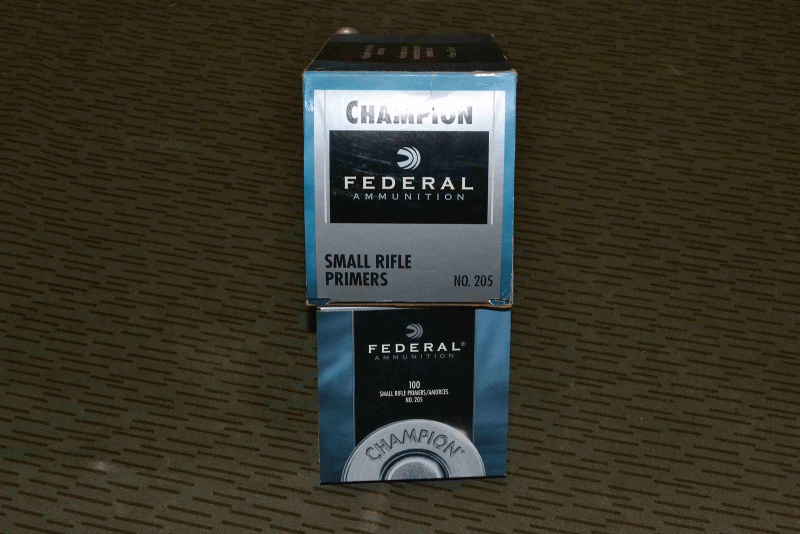 CHAMPION
FEDERAL
AMMUNITION
SMALL RIFLE
PRIMERS
NO. 205
FEDERAL®
AMMUNITION
100
SMALL RIFLE PRIMERS/AMORCES
NO. 205
CHAMPION